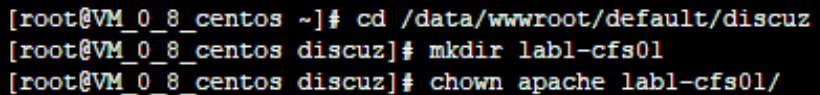 [root@VM_0_8_centos ~]# cd /data/wwwroot/default/discuz
[root@VM_0_8_centos discuz]# mkdir lab1-cfs01
[root@VM_0_8_centos discuz]# chown apache lab1-cfs01/